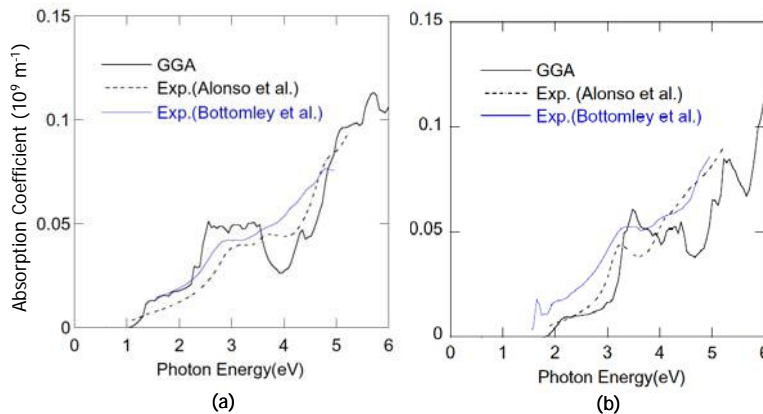 Absorption Coefficient (10⁹ m⁻¹)
0.15
0.1
0.05
0
GGA
Exp.(Alonso et al.)
Exp.(Bottomley et al.)
0 1 2 3 4 5 6
Photon Energy(eV)
(a)
0.15
0.1
0.05
0
GGA
Exp. (Alonso et al.)
Exp.(Bottomley et al.)
0 1 2 3 4 5 6
Photon Energy(eV)
(b)